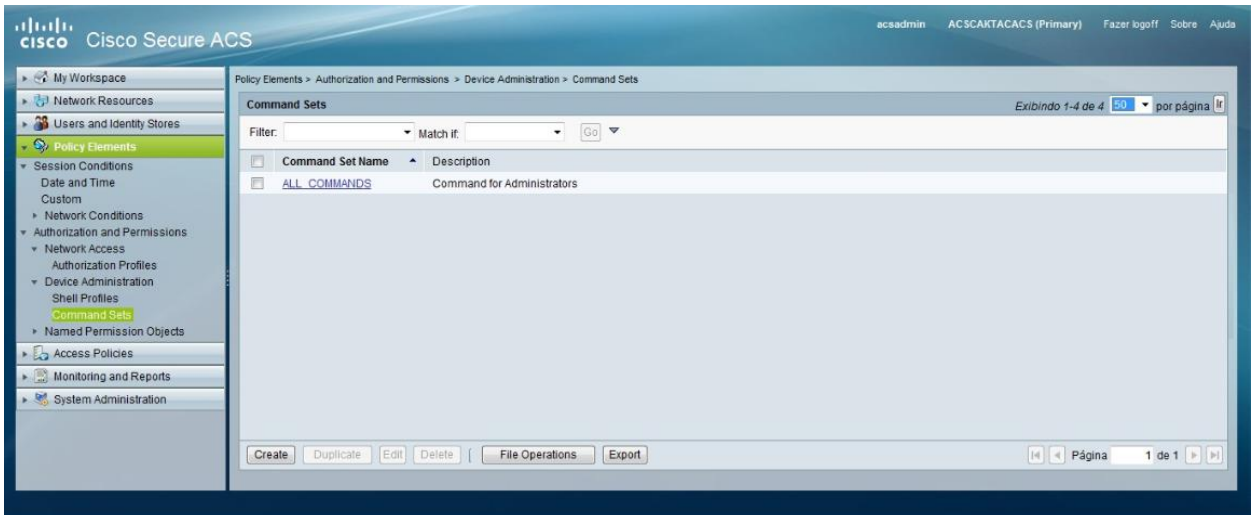 CISCO Cisco Secure ACS
acsadmin ACSCAKTACACS (Primary) Fazer logoff Sobre Ajuda
My Workspace
Network Resources
Users and Identity Stores
Policy Elements
Session Conditions
Date and Time
Custom
Network Conditions
Authorization and Permissions
Network Access
Authorization Profiles
Device Administration
Shell Profiles
Command Sets
Named Permission Objects
Access Policies
Monitoring and Reports
System Administration
Policy Elements > Authorization and Permissions > Device Administration > Command Sets
Command Sets Exibindo 1-4 de 4 50 por página Ir
Filter: Match if: Go
Command Set Name Description
ALL_COMMANDS Command for Administrators
Create Duplicate Edit Delete | File Operations Export Página 1 de 1